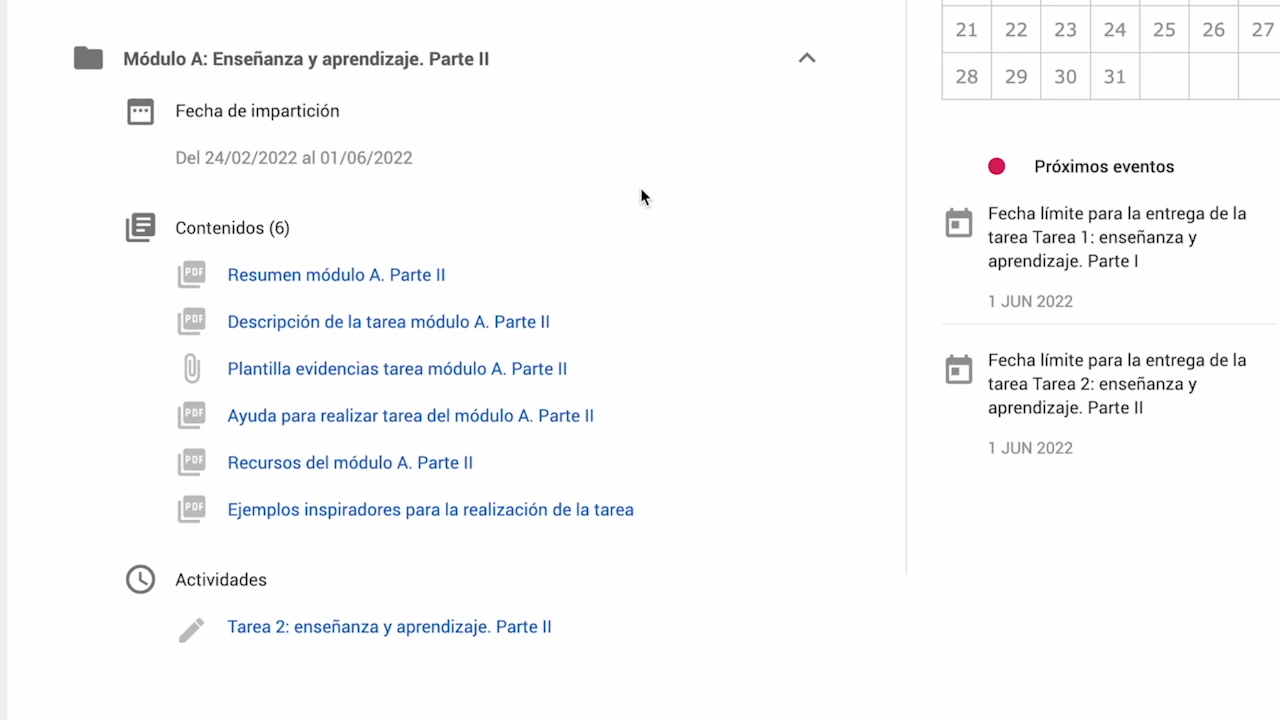 Módulo A: Enseñanza y aprendizaje. Parte II
Fecha de impartición
Del 24/02/2022 al 01/06/2022
Contenidos (6)
PDF Resumen módulo A. Parte II
PDF Descripción de la tarea módulo A. Parte II
Plantilla evidencias tarea módulo A. Parte II
PDF Ayuda para realizar tarea del módulo A. Parte II
PDF Recursos del módulo A. Parte II
PDF Ejemplos inspiradores para la realización de la tarea
Actividades
Tarea 2: enseñanza y aprendizaje. Parte II
21 22 23 24 25 26 27
28 29 30 31
Próximos eventos
Fecha límite para la entrega de la
tarea Tarea 1: enseñanza y
aprendizaje. Parte I
1 JUN 2022
Fecha límite para la entrega de la
tarea Tarea 2: enseñanza y
aprendizaje. Parte II
1 JUN 2022